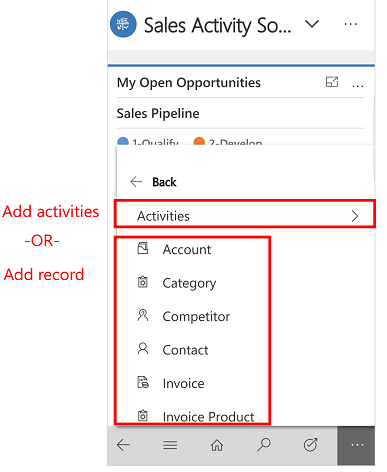 Sales Activity So...
...
My Open Opportunities
...
Sales Pipeline
1-Qualify 2-Develop
Back
Add activities
Activities
-OR-
Add record
Account
Category
Competitor
Contact
Invoice
Invoice Product
...